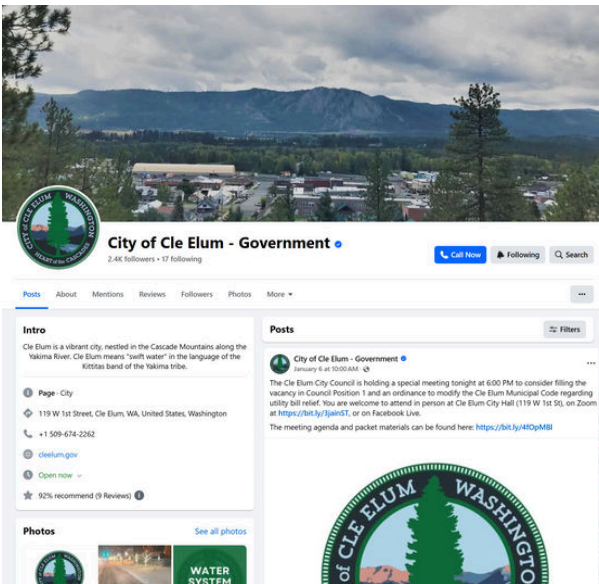 City of Cle Elum - Government
2.4K followers • 17 following
Call Now
Following
Search
Posts
About
Mentions
Reviews
Followers
Photos
More
Intro
Cle Elum is a vibrant city, nestled in the Cascade Mountains along the
Yakima River. Cle Elum means "swift water" in the language of the
Kittitas band of the Yakima tribe.
Page · City
119 W 1st Street, Cle Elum, WA, United States, Washington
+1 509-674-2262
cleelum.gov
Open now
92% recommend (9 Reviews)
Photos
See all photos
WATER
SYSTEM
Posts
Filters
City of Cle Elum - Government
January 6 at 10:00 AM ·
The Cle Elum City Council is holding a special meeting tonight at 6:00 PM to consider filling the
vacancy in Council Position 1 and an ordinance to modify the Cle Elum Municipal Code regarding
utility bill relief. You are welcome to attend in person at Cle Elum City Hall (119 W 1st St), on Zoom
at https://bit.ly/3jainST, or on Facebook Live.
The meeting agenda and packet materials can be found here: https://bit.ly/4fOpMBl
CITY of CLE ELUM WASHINGTON
HEART of the CASCADES
of CLE ELUM WASHINGTO